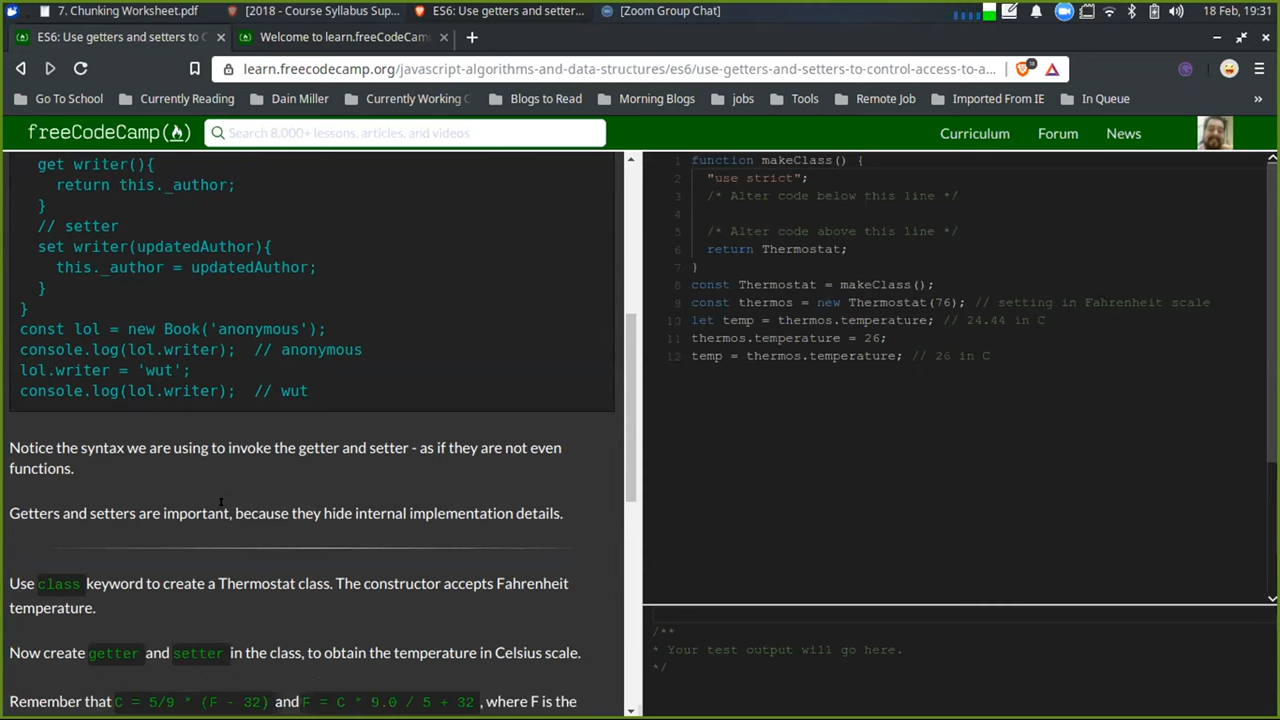 7. Chunking Worksheet.pdf
[2018 - Course Syllabus Sup...
ES6: Use getters and setter...
[Zoom Group Chat]
18 Feb, 19:31
ES6: Use getters and setters to C
Welcome to learn.freeCodeCam
learn.freecodecamp.org/javascript-algorithms-and-data-structures/es6/use-getters-and-setters-to-control-access-to-a...
18
Go To School
Currently Reading
Dain Miller
Currently Working C
Blogs to Read
Morning Blogs
jobs
Tools
Remote Job
Imported From IE
In Queue
»
freeCodeCamp
Search 8,000+ lessons, articles, and videos
Curriculum
Forum
News
get writer(){
return this._author;
}
// setter
set writer(updatedAuthor){
this._author = updatedAuthor;
}
}
const lol = new Book('anonymous');
console.log(lol.writer);  // anonymous
lol.writer = 'wut';
console.log(lol.writer);  // wut
Notice the syntax we are using to invoke the getter and setter - as if they are not even
functions.
Getters and setters are important, because they hide internal implementation details.
Use class keyword to create a Thermostat class. The constructor accepts Fahrenheit
temperature.
Now create getter and setter in the class, to obtain the temperature in Celsius scale.
Remember that C = 5/9 * (F - 32) and F = C * 9.0 / 5 + 32 , where F is the
1 function makeClass() {
2 "use strict";
3 /* Alter code below this line */
4
5 /* Alter code above this line */
6 return Thermostat;
7 }
8 const Thermostat = makeClass();
9 const thermos = new Thermostat(76); // setting in Fahrenheit scale
10 let temp = thermos.temperature; // 24.44 in C
11 thermos.temperature = 26;
12 temp = thermos.temperature; // 26 in C
/**
* Your test output will go here.
*/